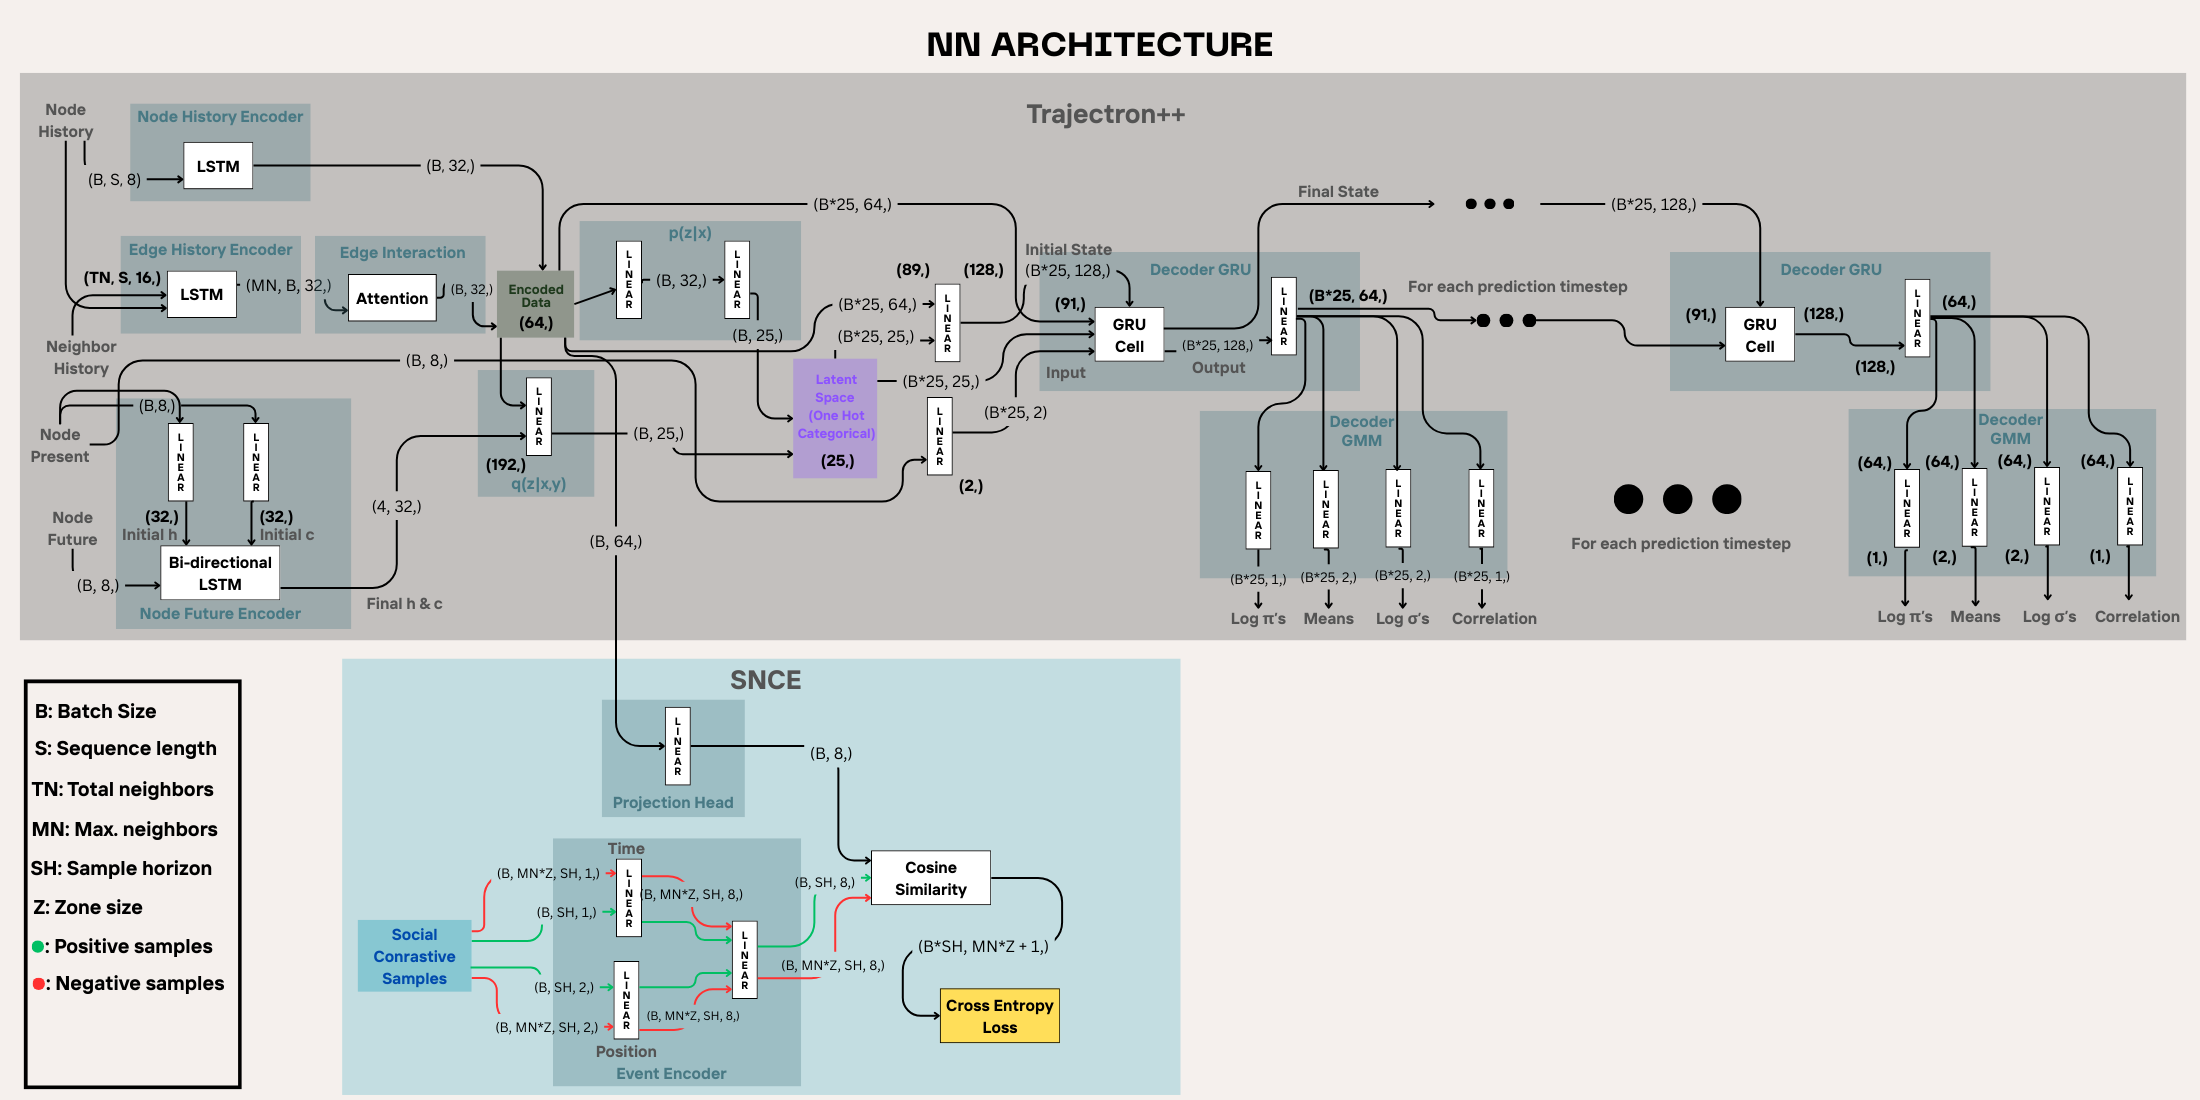 NN ARCHITECTURE
Trajectron++
Node
History
Node History Encoder
LSTM
(B, S, 8)
(B, 32,)
Edge History Encoder
(TN, S, 16,)
LSTM
(MN, B, 32,)
Edge Interaction
Attention
(B, 32,)
Encoded
Data
(64,)
Neighbor
History
p(z|x)
LINEAR
(B, 32,)
LINEAR
(B, 25,)
(B*25, 64,)
(B, 8,)
Node
Present
(B,8,)
LINEAR
LINEAR
(32,)
Initial h
(32,)
Initial c
Node
Future
(B, 8,)
Bi-directional
LSTM
Node Future Encoder
Final h & c
(4, 32,)
LINEAR
(192,)
q(z|x,y)
(B, 25,)
(B, 64,)
Latent
Space
(One Hot
Categorical)
(25,)
(89,)
(128,)
(B*25, 64,)
(B*25, 25,)
LINEAR
(B*25, 25,)
LINEAR
(2,)
(B*25, 2)
Initial State
(B*25, 128,)
Decoder GRU
(91,)
GRU
Cell
Input
(B*25, 128,)
Output
LINEAR
(B*25, 64,)
Final State
(B*25, 128,)
For each prediction timestep
Decoder GRU
(91,)
GRU
Cell
(128,)
(128,)
LINEAR
(64,)
Decoder
GMM
LINEAR
LINEAR
LINEAR
LINEAR
(B*25, 1,)
(B*25, 2,)
(B*25, 2,)
(B*25, 1,)
Log π's
Means
Log σ's
Correlation
For each prediction timestep
Decoder
GMM
(64,)
(64,)
(64,)
(64,)
LINEAR
LINEAR
LINEAR
LINEAR
(1,)
(2,)
(2,)
(1,)
Log π's
Means
Log σ's
Correlation
B: Batch Size
S: Sequence length
TN: Total neighbors
MN: Max. neighbors
SH: Sample horizon
Z: Zone size
: Positive samples
: Negative samples
SNCE
LINEAR
Projection Head
(B, 8,)
Time
(B, MN*Z, SH, 1,)
(B, SH, 1,)
LINEAR
(B, MN*Z, SH, 8,)
Social
Conrastive
Samples
(B, SH, 2,)
(B, MN*Z, SH, 2,)
LINEAR
(B, MN*Z, SH, 8,)
Position
Event Encoder
LINEAR
(B, SH, 8,)
(B, MN*Z, SH, 8,)
Cosine
Similarity
(B*SH, MN*Z + 1,)
Cross Entropy
Loss